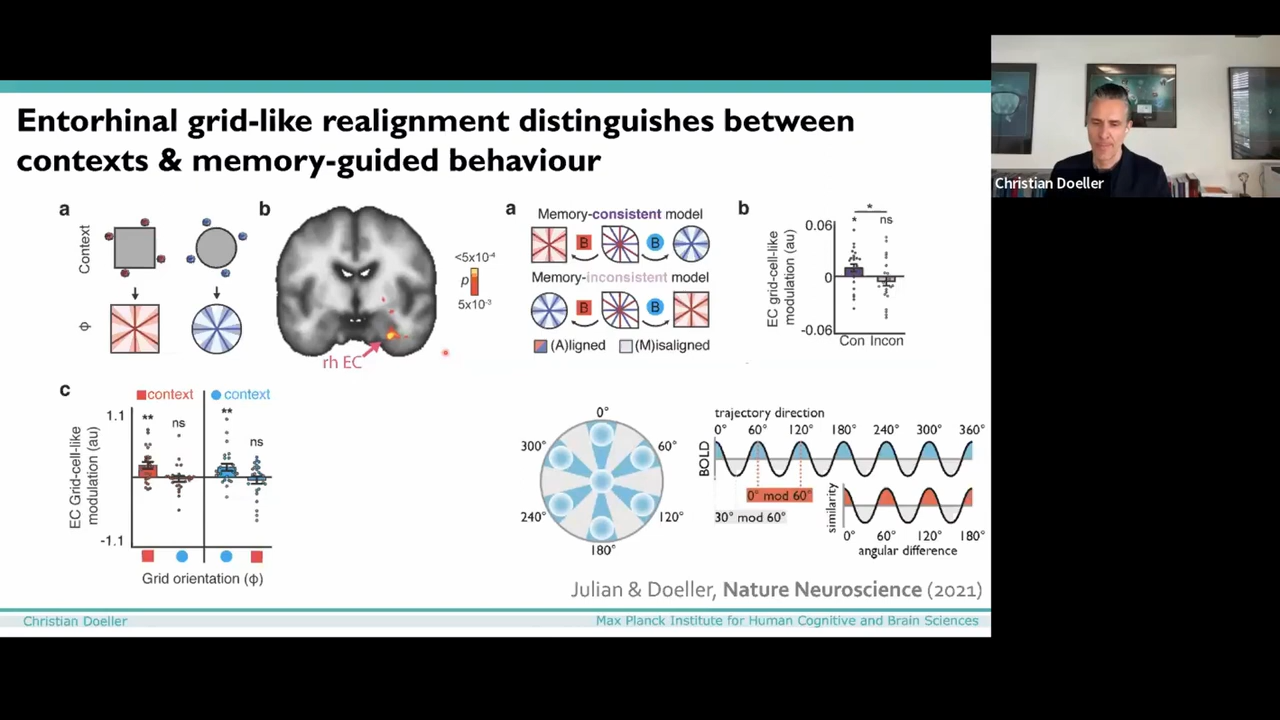 Entorhinal grid-like realignment distinguishes between
contexts & memory-guided behaviour
a
Context
ϕ
b
<5x10⁻⁴
p
5x10⁻³
rh EC
a
Memory-consistent model
B
B
Memory-inconsistent model
B
B
(A)ligned
(M)isaligned
b
EC grid-cell-like
modulation (au)
0.06
0
-0.06
*
*
ns
Con Incon
c
context
context
EC Grid-cell-like
modulation (au)
1.1
-1.1
**
ns
**
ns
Grid orientation (ϕ)
0°
60°
120°
180°
240°
300°
trajectory direction
0° 60° 120° 180° 240° 300° 360°
BOLD
0° mod 60°
30° mod 60°
similarity
0° 60° 120° 180°
angular difference
Julian & Doeller, Nature Neuroscience (2021)
Christian Doeller
Max Planck Institute for Human Cognitive and Brain Sciences
Christian Doeller